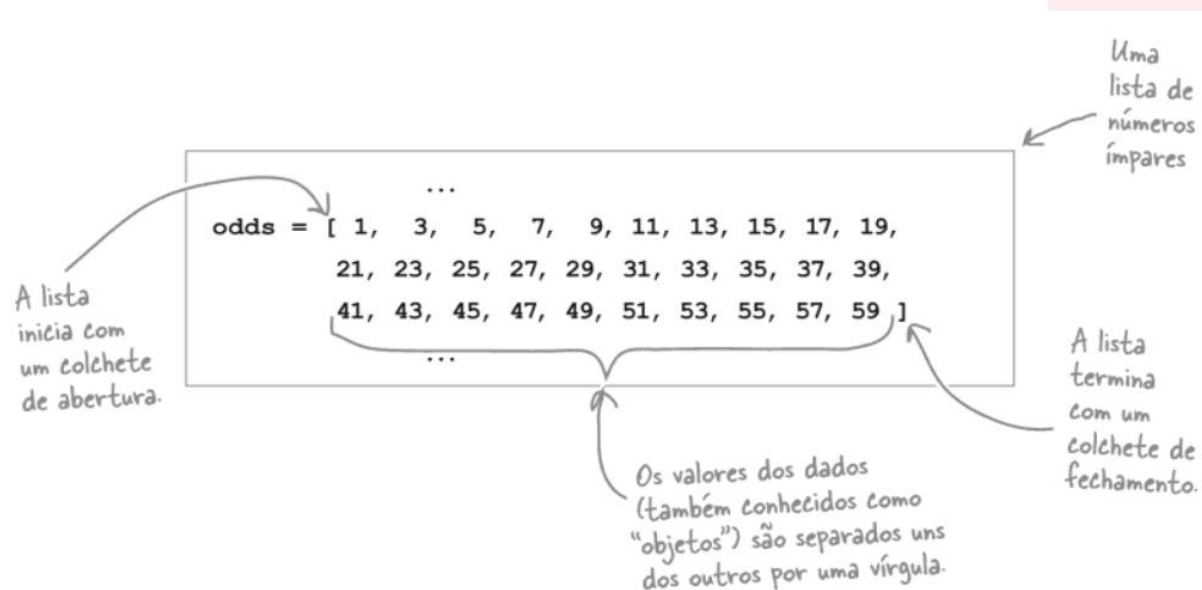 Uma
lista de
números
ímpares
...
odds = [ 1, 3, 5, 7, 9, 11, 13, 15, 17, 19,
21, 23, 25, 27, 29, 31, 33, 35, 37, 39,
41, 43, 45, 47, 49, 51, 53, 55, 57, 59 ]
...
A lista
inicia com
um colchete
de abertura.
A lista
termina
com um
colchete de
fechamento.
Os valores dos dados
(também conhecidos como
“objetos”) são separados uns
dos outros por uma vírgula.